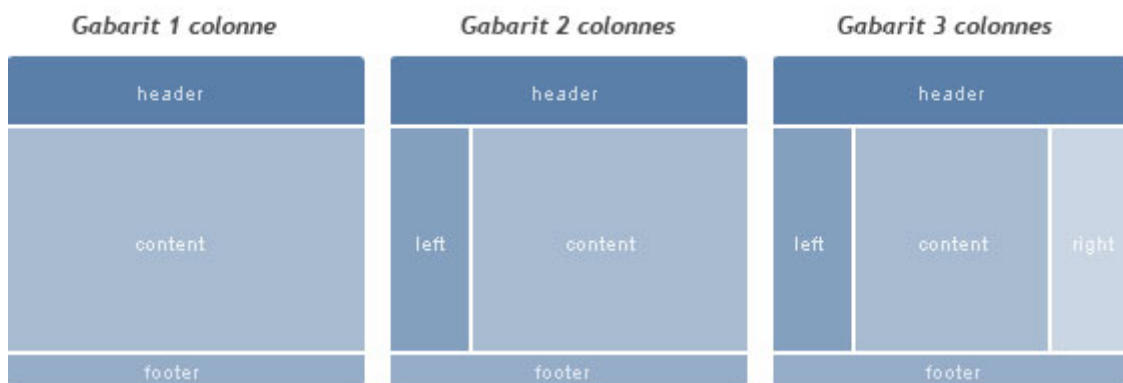 Gabarit 1 colonne
header
content
footer
Gabarit 2 colonnes
header
left
content
footer
Gabarit 3 colonnes
header
left
content
right
footer